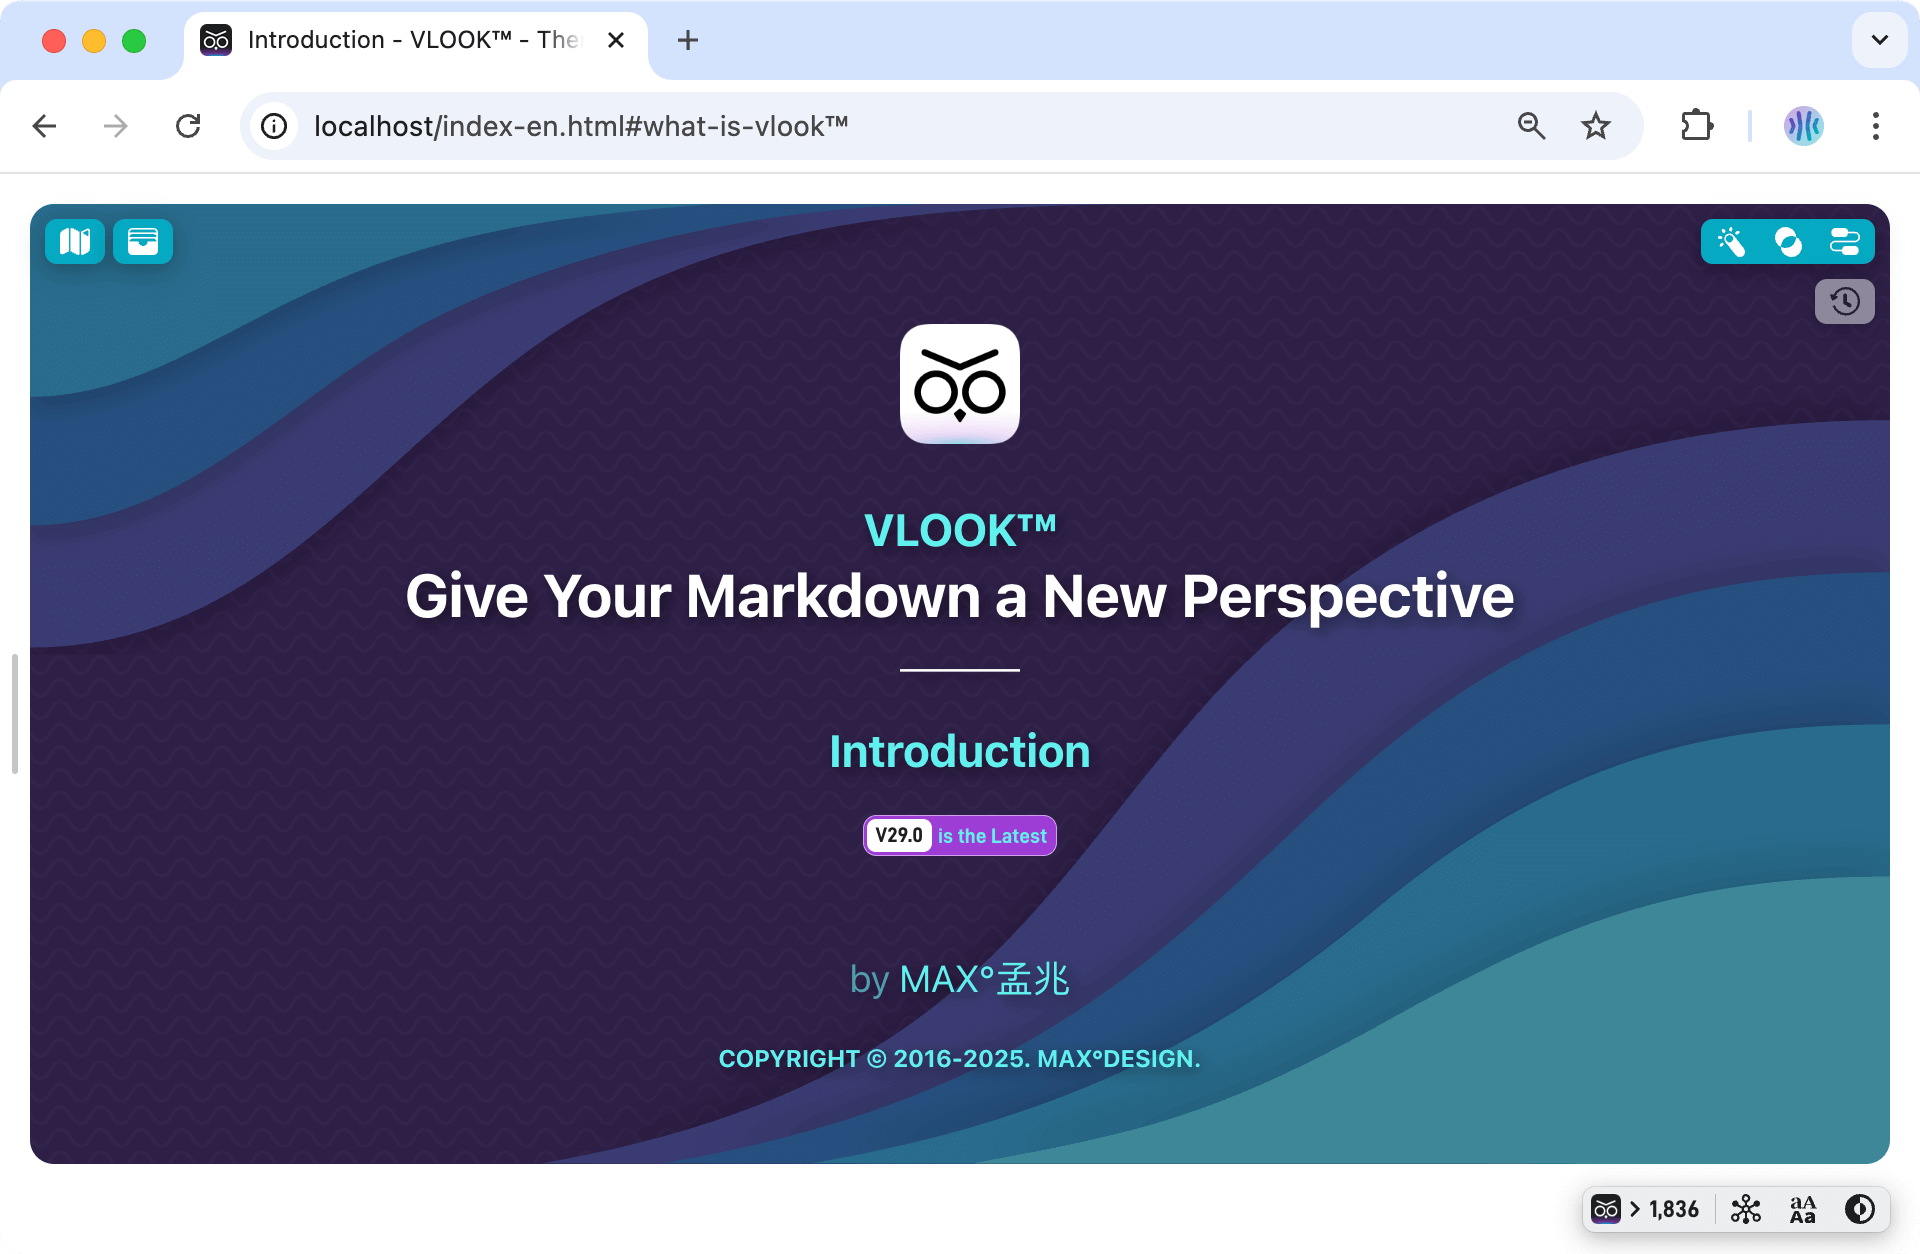 Introduction - VLOOK™ - The
localhost/index-en.html#what-is-vlook™
VLOOK™
Give Your Markdown a New Perspective
Introduction
V29.0 is the Latest
by MAX°孟兆
COPYRIGHT © 2016-2025. MAX°DESIGN.
> 1,836
aA
Aa